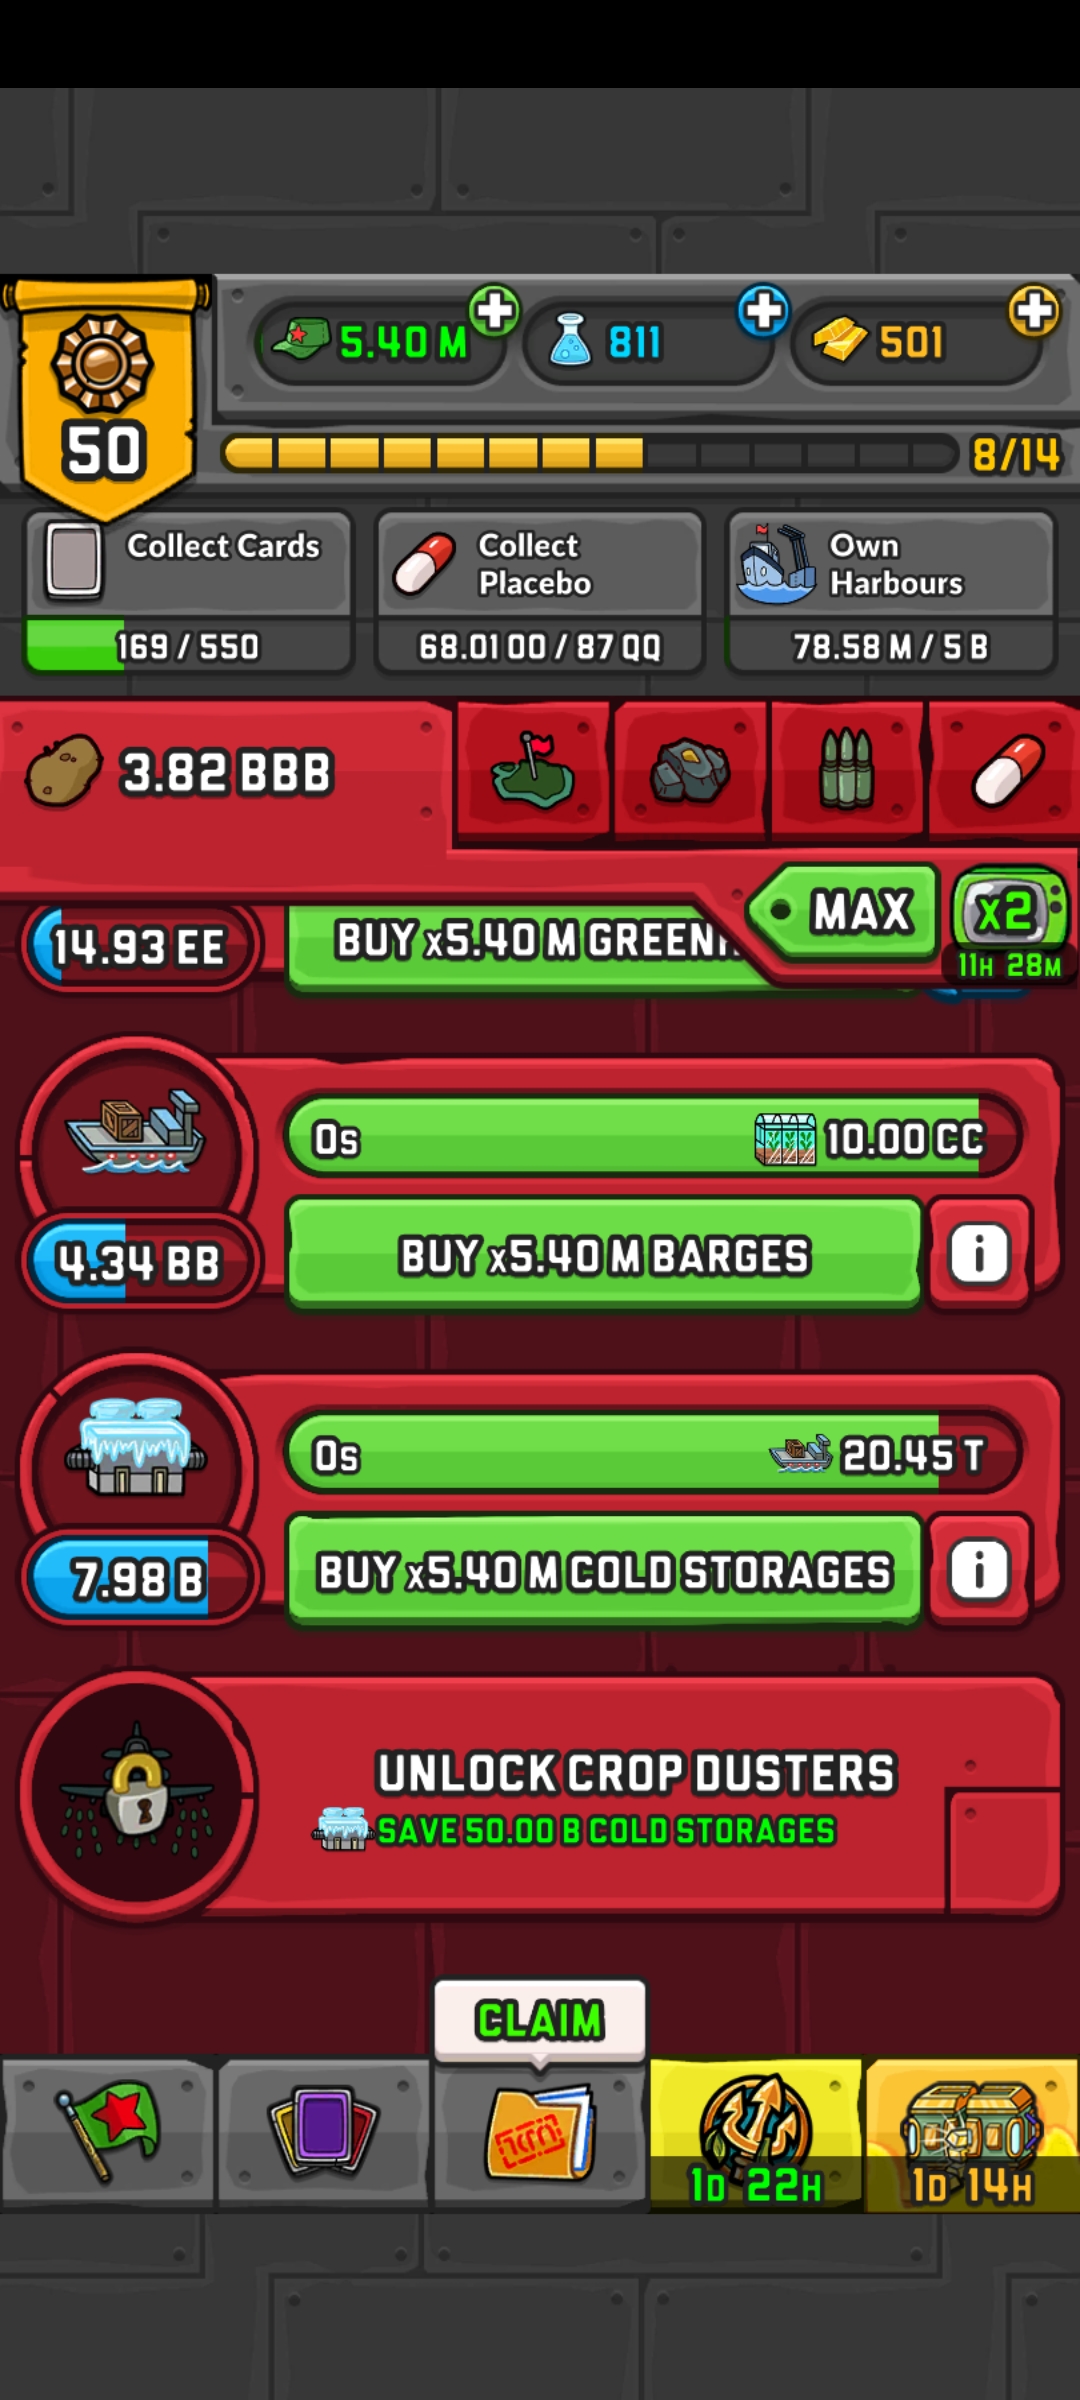 5.40 M
811
501
50
8/14
Collect Cards
169 / 550
Collect
Placebo
68.01 OO / 87 QQ
Own
Harbours
78.58 M / 5 B
3.82 BBB
MAX
x2
11H 28M
14.93 EE
BUY x5.40 M
0s
10.00 CC
4.34 BB
BUY x5.40 M BARGES
i
0s
20.45 T
7.98 B
BUY x5.40 M COLD STORAGES
i
UNLOCK CROP DUSTERS
SAVE 50.00 B COLD STORAGES
CLAIM
1D 22H
1D 14H